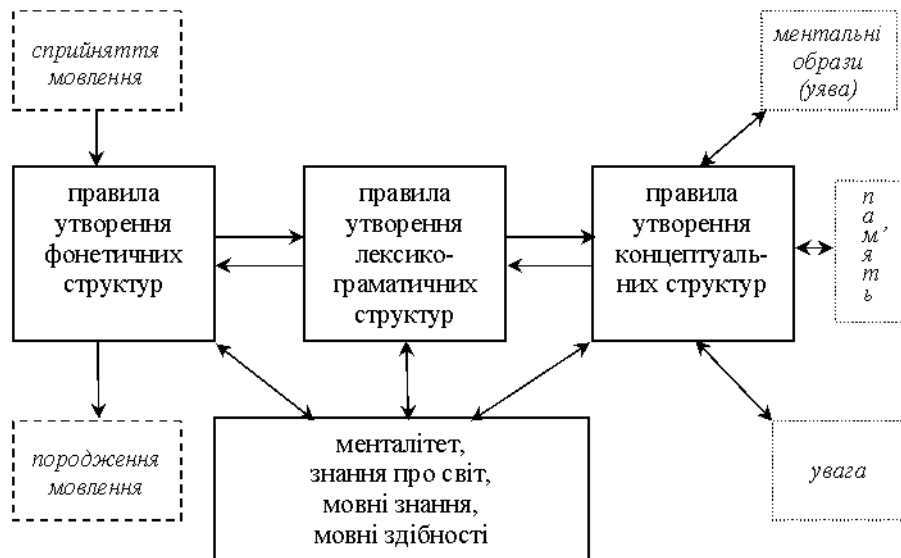 сприйняття
мовлення
ментальні
образи
(уява)
правила
утворення
фонетичних
структур
правила
утворення
лексико-
граматичних
структур
правила
утворення
концептуаль-
них структур
п
а
м’
я
т
ь
породження
мовлення
менталітет,
знання про світ,
мовні знання,
мовні здібності
увага